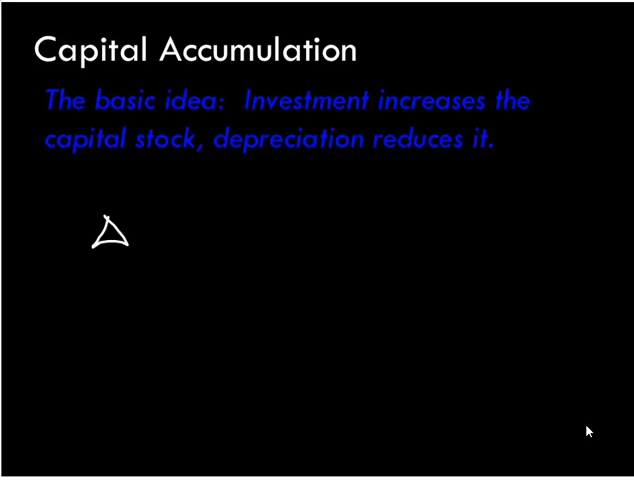 Capital Accumulation
The basic idea: Investment increases the
capital stock, depreciation reduces it.
Δ